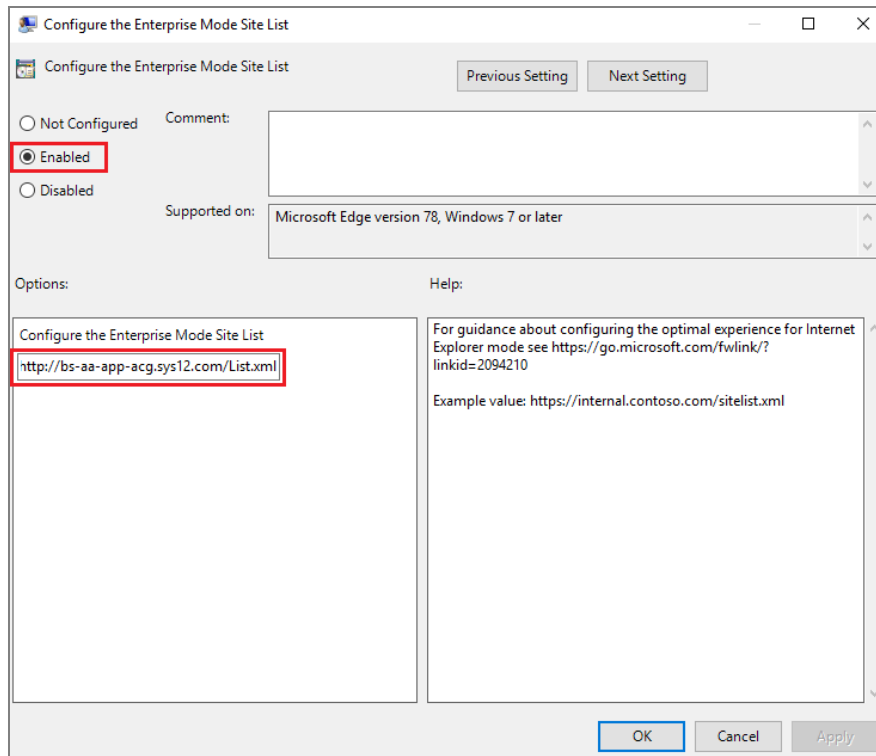 Configure the Enterprise Mode Site List
Configure the Enterprise Mode Site List
Previous Setting
Next Setting
Not Configured
Comment:
Enabled
Disabled
Supported on:
Microsoft Edge version 78, Windows 7 or later
Options:
Help:
Configure the Enterprise Mode Site List
http://bs-aa-app-acg.sys12.com/List.xml
For guidance about configuring the optimal experience for Internet
Explorer mode see https://go.microsoft.com/fwlink/?
linkid=2094210
Example value: https://internal.contoso.com/sitelist.xml
OK
Cancel
Apply